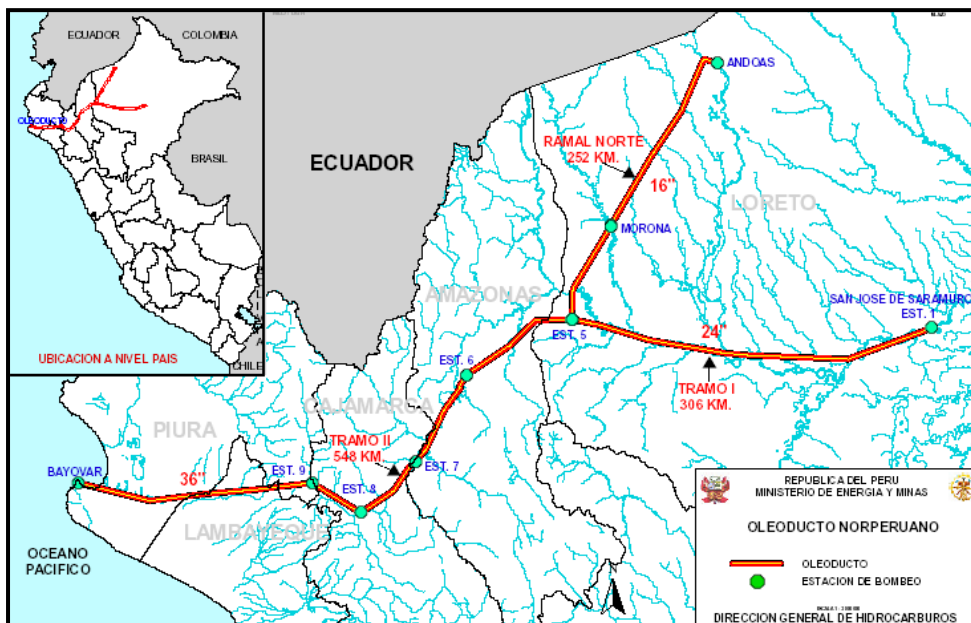 ECUADOR
COLOMBIA
OLEODUCTO
BRASIL
CHILE
UBICACION A NIVEL PAIS
ECUADOR
ANDOAS
RAMAL NORTE
252 KM.
16"
LORETO
MORONA
AMAZONAS
SAN JOSE DE SARAMURO
EST. 1
EST. 5
24"
TRAMO I
306 KM.
EST. 6
CAJAMARCA
PIURA
TRAMO II
548 KM.
EST. 7
BAYOVAR
36"
EST. 9
EST. 8
LAMBAYEQUE
OCEANO
PACIFICO
REPUBLICA DEL PERU
MINISTERIO DE ENERGIA Y MINAS
OLEODUCTO NORPERUANO
OLEODUCTO
ESTACION DE BOMBEO
DIRECCION GENERAL DE HIDROCARBUROS